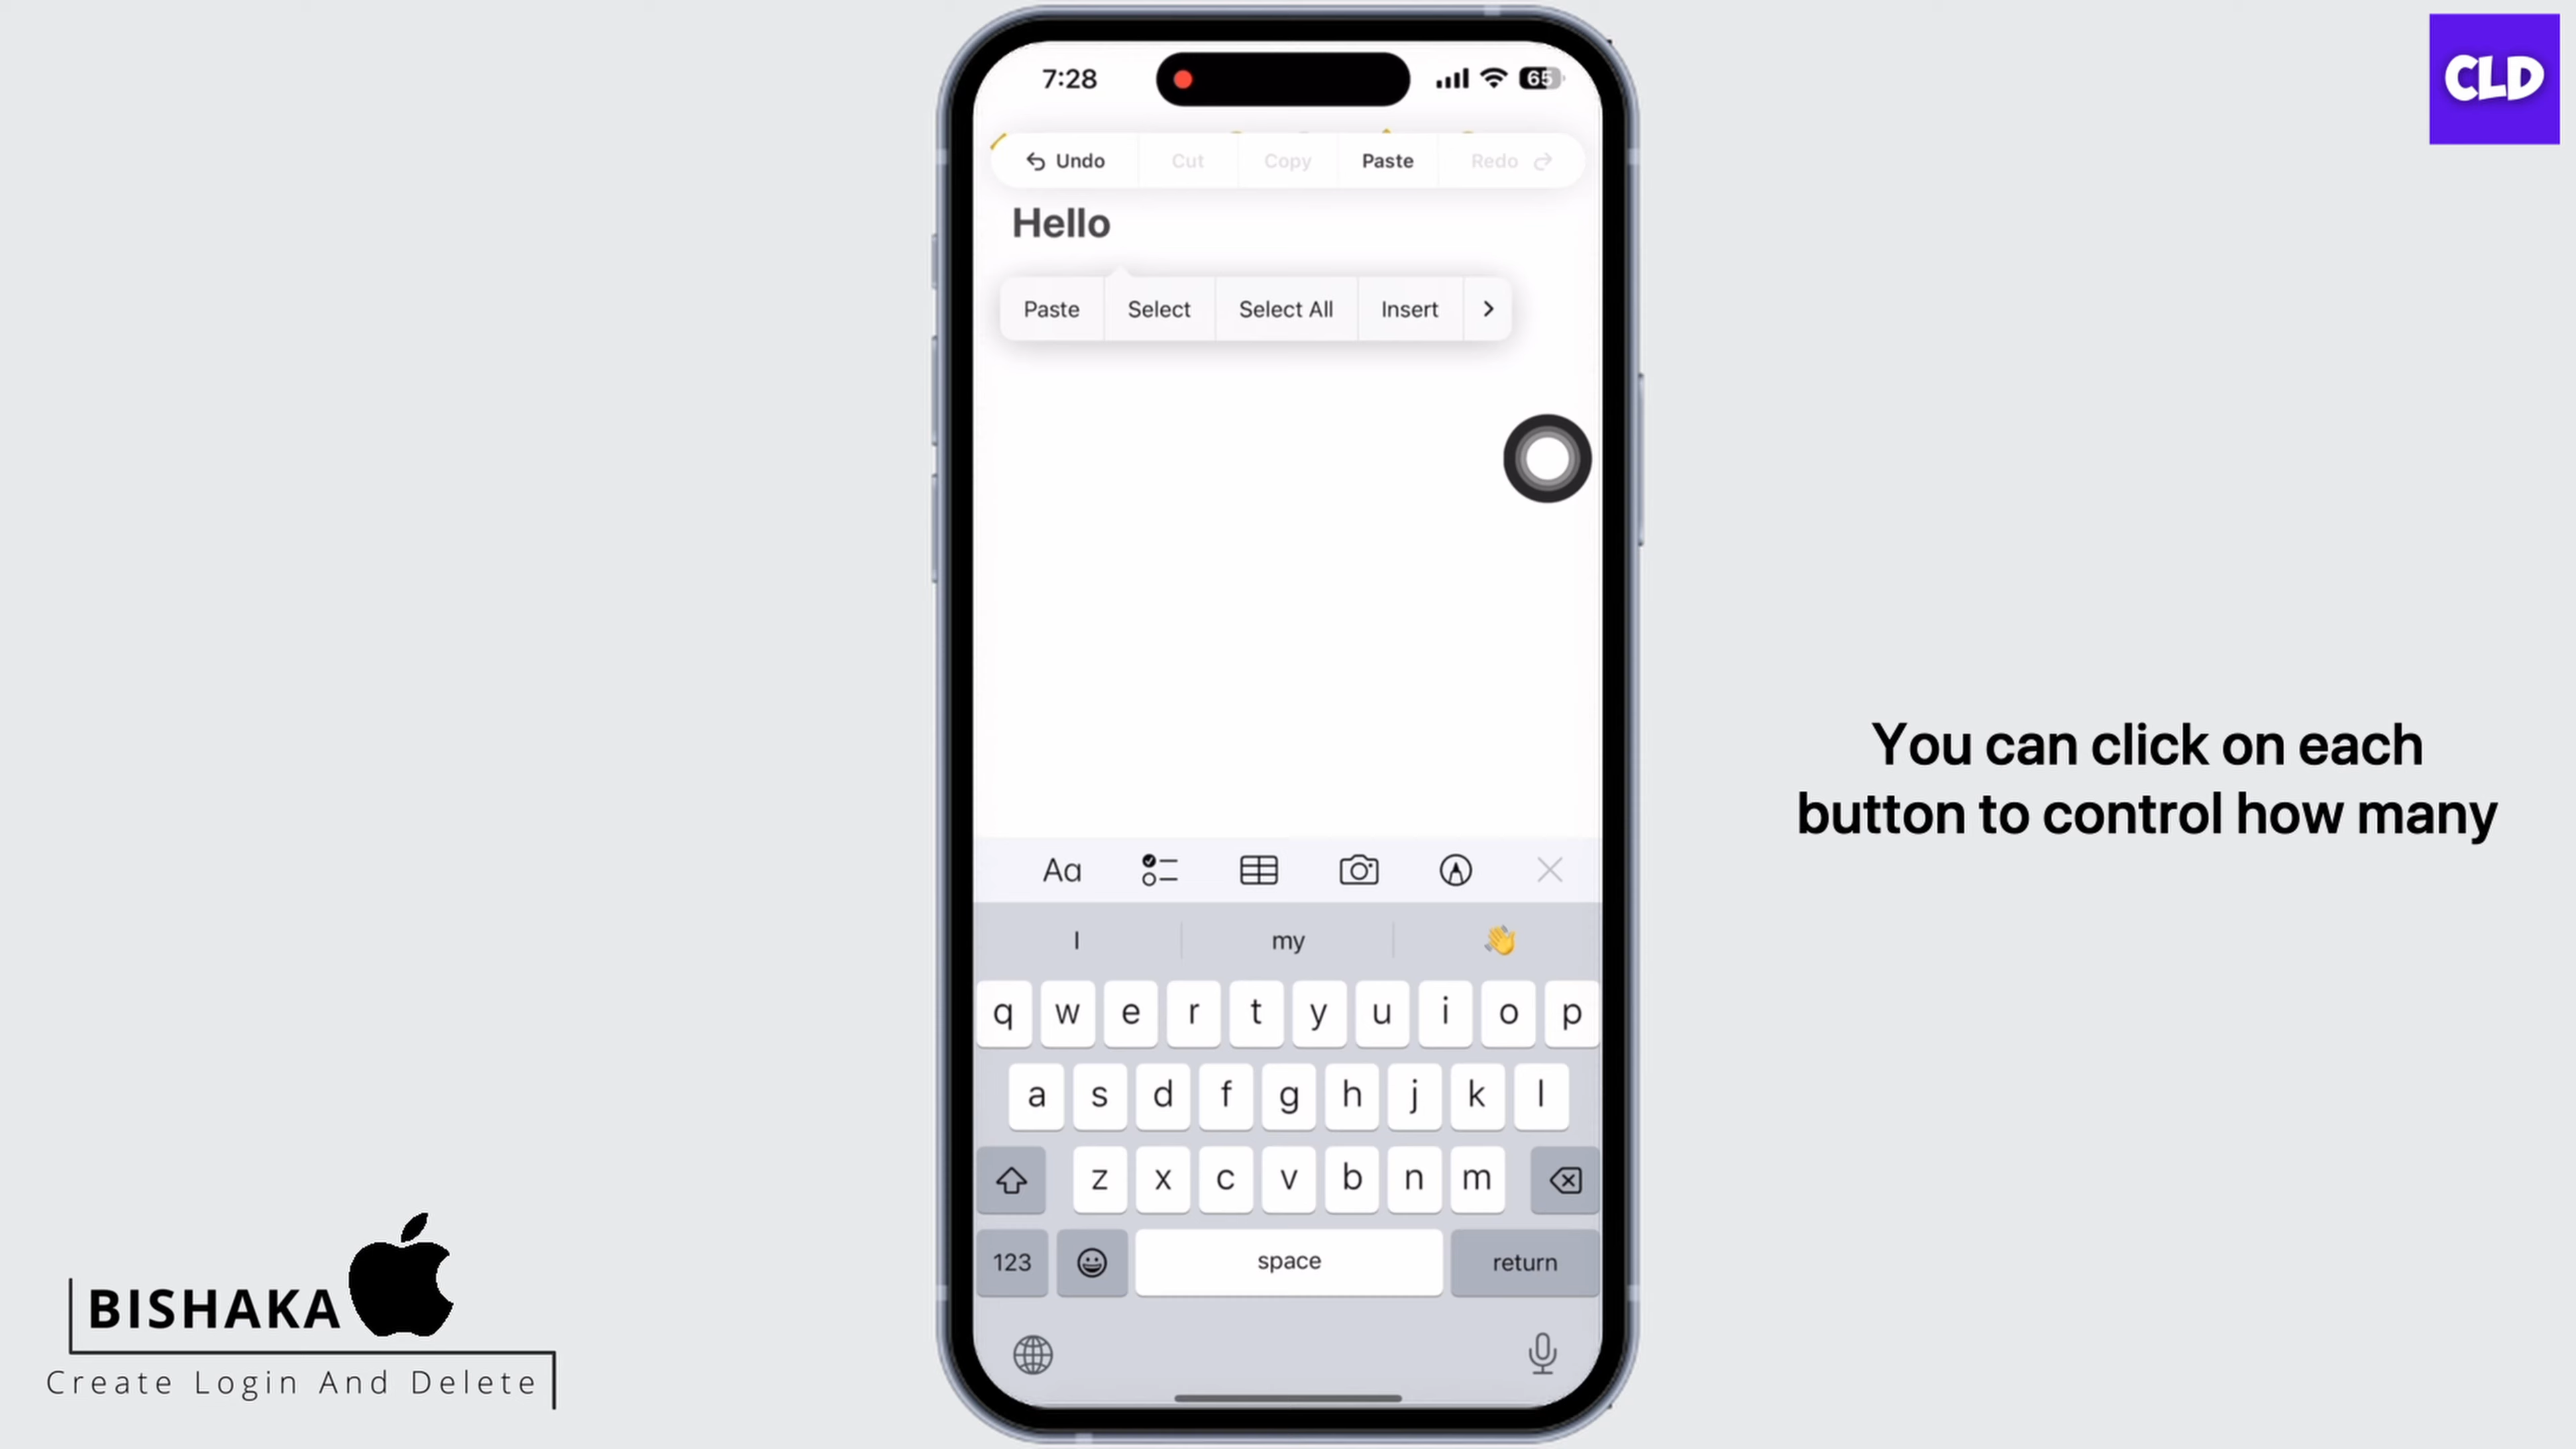 CLD
7:28
65
Undo Cut Copy Paste Redo
Hello
Paste Select Select All Insert
You can click on each
button to control how many
Aa
I my
q w e r t y u i o p
a s d f g h j k l
z x c v b n m
123 space return
BISHAKA
Create Login And Delete